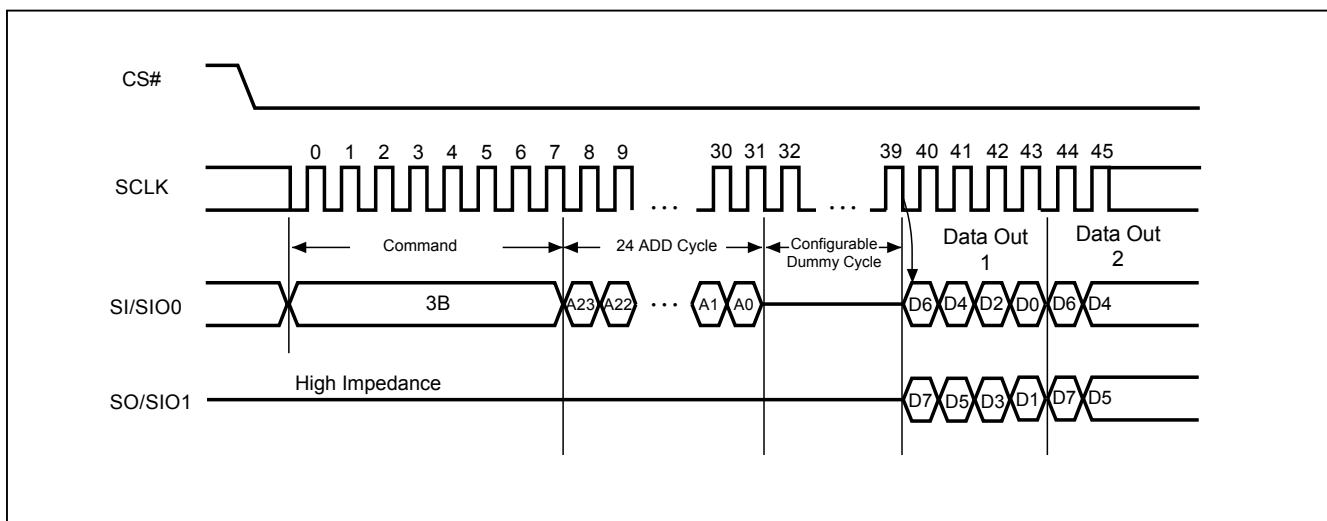 CS#
0 1 2 3 4 5 6 7 8 9 30 31 32 39 40 41 42 43 44 45
SCLK
... ...
Command 24 ADD Cycle Configurable Dummy Cycle Data Out 1 Data Out 2
SI/SIO0 3B A23 A22 ... A1 A0 D6 D4 D2 D0 D6 D4
High Impedance
SO/SIO1 D7 D5 D3 D1 D7 D5